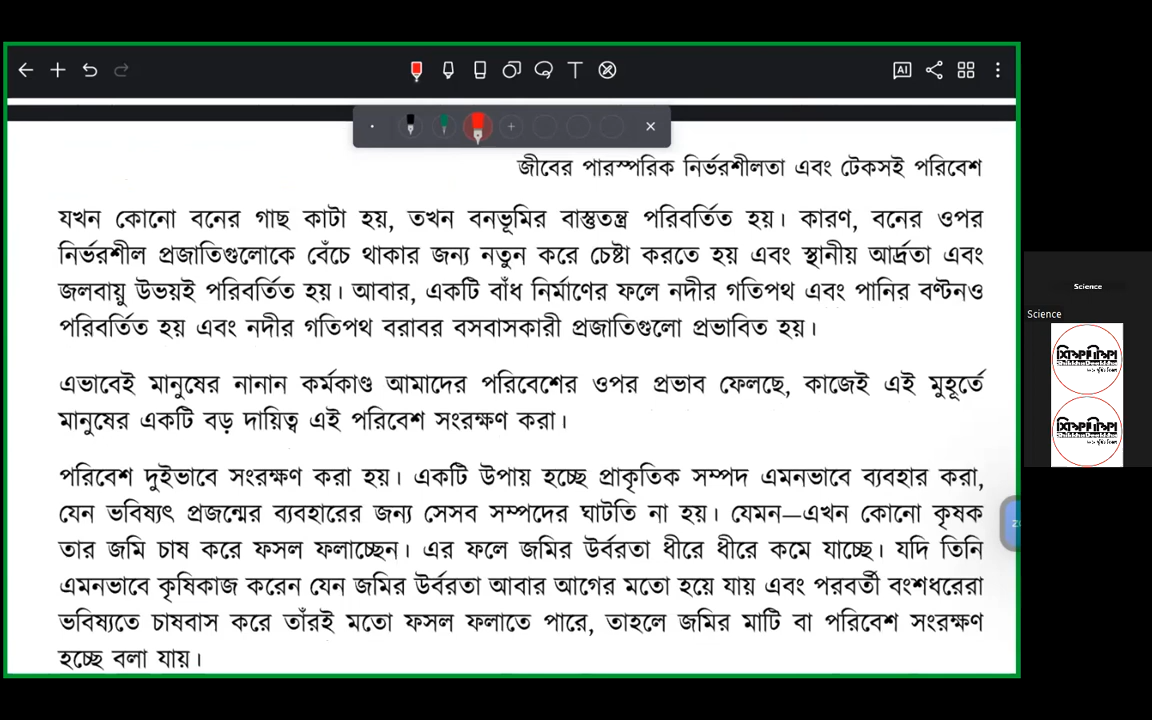 AI
জীবের পারস্পরিক নির্ভরশীলতা এবং টেকসই পরিবেশ
যখন কোনো বনের গাছ কাটা হয়, তখন বনভূমির বাস্তুতন্ত্র পরিবর্তিত হয়। কারণ, বনের ওপর
নির্ভরশীল প্রজাতিগুলোকে বেঁচে থাকার জন্য নতুন করে চেষ্টা করতে হয় এবং স্থানীয় আর্দ্রতা এবং
জলবায়ু উভয়ই পরিবর্তিত হয়। আবার, একটি বাঁধ নির্মাণের ফলে নদীর গতিপথ এবং পানির বণ্টনও
পরিবর্তিত হয় এবং নদীর গতিপথ বরাবর বসবাসকারী প্রজাতিগুলো প্রভাবিত হয়।
এভাবেই মানুষের নানান কর্মকাণ্ড আমাদের পরিবেশের ওপর প্রভাব ফেলছে, কাজেই এই মুহূর্তে
মানুষের একটি বড় দায়িত্ব এই পরিবেশ সংরক্ষণ করা।
পরিবেশ দুইভাবে সংরক্ষণ করা হয়। একটি উপায় হচ্ছে প্রাকৃতিক সম্পদ এমনভাবে ব্যবহার করা,
যেন ভবিষ্যৎ প্রজন্মের ব্যবহারের জন্য সেসব সম্পদের ঘাটতি না হয়। যেমন—এখন কোনো কৃষক
তার জমি চাষ করে ফসল ফলাচ্ছেন। এর ফলে জমির উর্বরতা ধীরে ধীরে কমে যাচ্ছে। যদি তিনি
এমনভাবে কৃষিকাজ করেন যেন জমির উর্বরতা আবার আগের মতো হয়ে যায় এবং পরবর্তী বংশধরেরা
ভবিষ্যতে চাষবাস করে তাঁরই মতো ফসল ফলাতে পারে, তাহলে জমির মাটি বা পরিবেশ সংরক্ষণ
হচ্ছে বলা যায়।
Science
Science